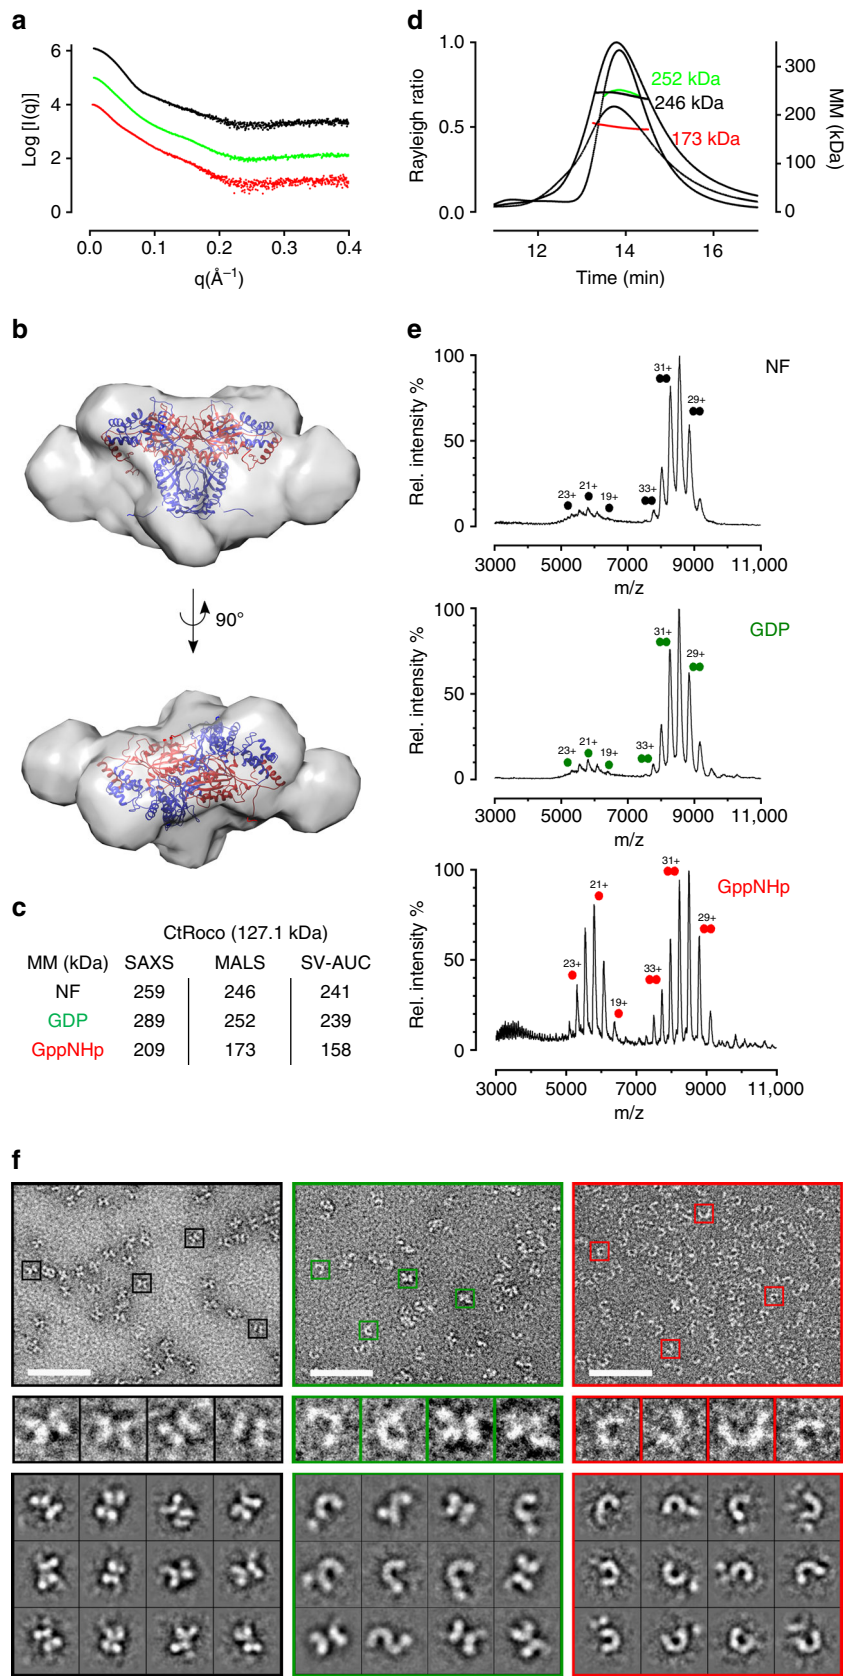 a
6
4
2
0
Log [I(q)]
0.0 0.1 0.2 0.3 0.4
q(Å⁻¹)
d
1.0
0.5
0.0
Rayleigh ratio
252 kDa
246 kDa
173 kDa
300
200
100
0
MM (kDa)
12 14 16
Time (min)
b
90°
c
CtRoco (127.1 kDa)
MM (kDa) SAXS MALS SV-AUC
NF 259 246 241
GDP 289 252 239
GppNHp 209 173 158
e
NF
100
50
0
Rel. intensity %
23+ 21+ 19+ 33+ 31+ 29+
3000 5000 7000 9000 11,000
m/z
GDP
100
50
0
Rel. intensity %
23+ 21+ 19+ 33+ 31+ 29+
3000 5000 7000 9000 11,000
m/z
GppNHp
100
50
0
Rel. intensity %
23+ 21+ 19+ 33+ 31+ 29+
3000 5000 7000 9000 11,000
m/z
f